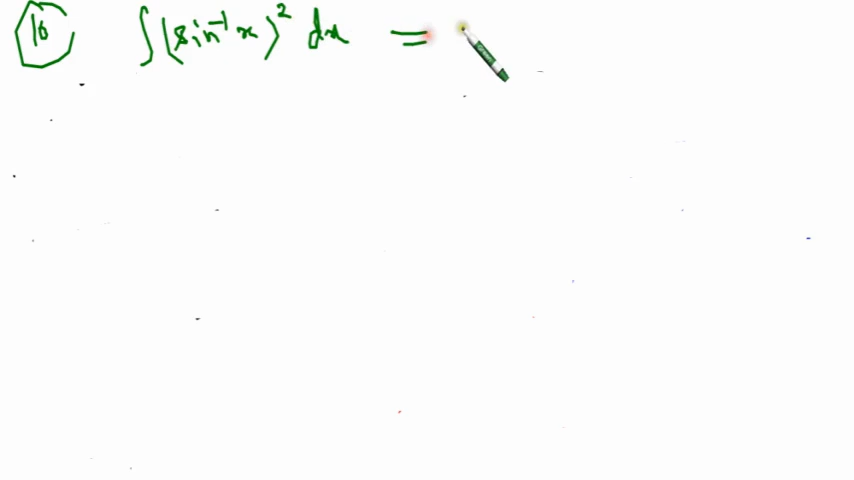 16 ∫(sin⁻¹x)² dx =